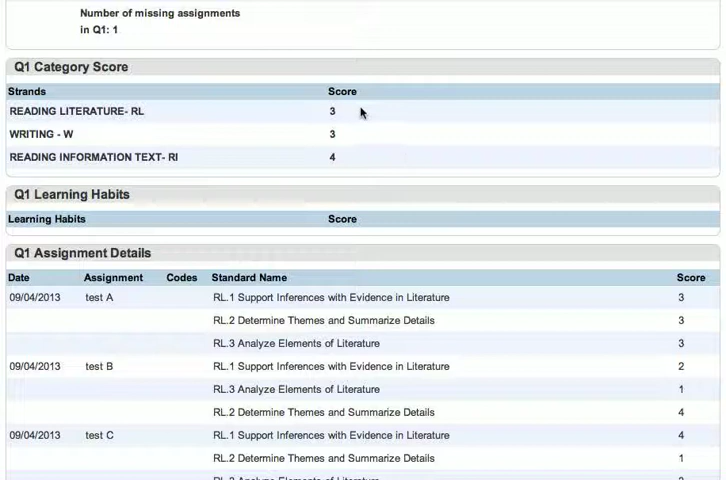 Number of missing assignments
in Q1: 1
Q1 Category Score
Strands Score
READING LITERATURE- RL 3
WRITING - W 3
READING INFORMATION TEXT- RI 4
Q1 Learning Habits
Learning Habits Score
Q1 Assignment Details
Date Assignment Codes Standard Name Score
09/04/2013 test A RL.1 Support Inferences with Evidence in Literature 3
RL.2 Determine Themes and Summarize Details 3
RL.3 Analyze Elements of Literature 3
09/04/2013 test B RL.1 Support Inferences with Evidence in Literature 2
RL.3 Analyze Elements of Literature 1
RL.2 Determine Themes and Summarize Details 4
09/04/2013 test C RL.1 Support Inferences with Evidence in Literature 4
RL.2 Determine Themes and Summarize Details 1